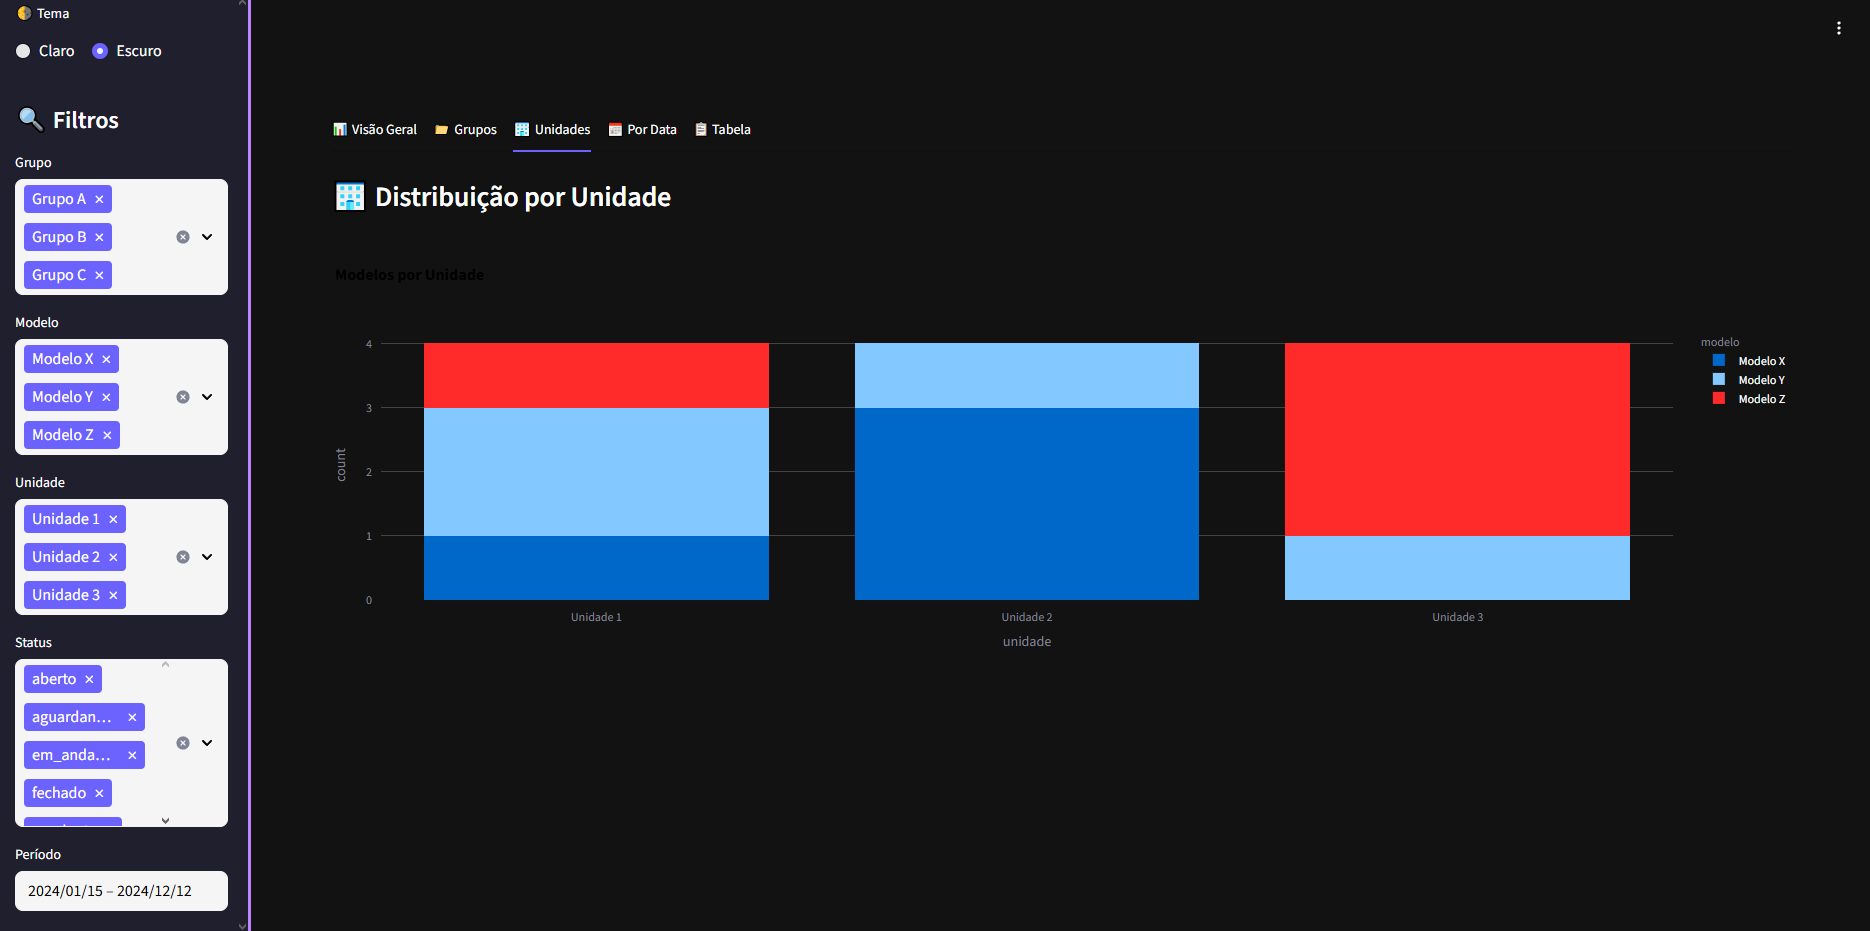 Tema
Claro
Escuro
Filtros
Grupo
Grupo A
Grupo B
Grupo C
Modelo
Modelo X
Modelo Y
Modelo Z
Unidade
Unidade 1
Unidade 2
Unidade 3
Status
aberto
aguardan...
em_anda...
fechado
Período
2024/01/15 – 2024/12/12
Visão Geral
Grupos
Unidades
Por Data
Tabela
Distribuição por Unidade
Modelos por Unidade
4
3
2
1
0
count
Unidade 1
Unidade 2
Unidade 3
unidade
modelo
Modelo X
Modelo Y
Modelo Z